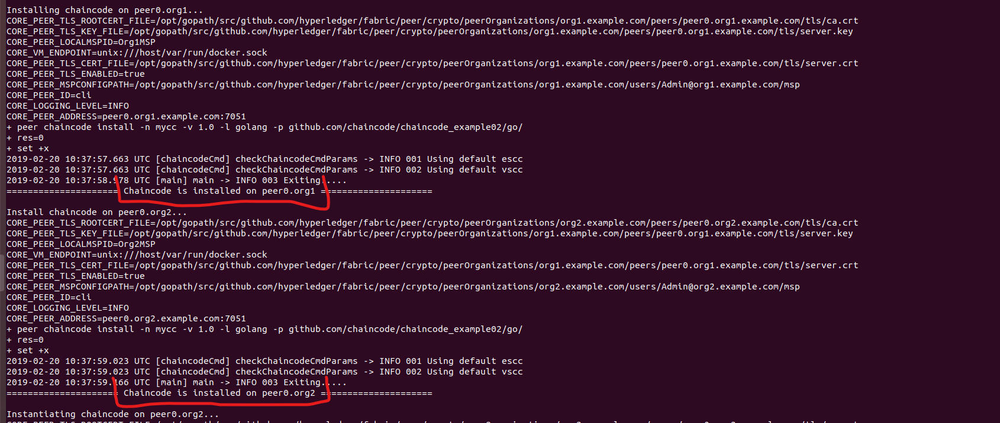 Installing chaincode on peer0.org1...
CORE_PEER_TLS_ROOTCERT_FILE=/opt/gopath/src/github.com/hyperledger/fabric/peer/crypto/peerOrganizations/org1.example.com/peers/peer0.org1.example.com/tls/ca.crt
CORE_PEER_TLS_KEY_FILE=/opt/gopath/src/github.com/hyperledger/fabric/peer/crypto/peerOrganizations/org1.example.com/peers/peer0.org1.example.com/tls/server.key
CORE_PEER_LOCALMSPID=Org1MSP
CORE_VM_ENDPOINT=unix:///host/var/run/docker.sock
CORE_PEER_TLS_CERT_FILE=/opt/gopath/src/github.com/hyperledger/fabric/peer/crypto/peerOrganizations/org1.example.com/peers/peer0.org1.example.com/tls/server.crt
CORE_PEER_TLS_ENABLED=true
CORE_PEER_MSPCONFIGPATH=/opt/gopath/src/github.com/hyperledger/fabric/peer/crypto/peerOrganizations/org1.example.com/users/Admin@org1.example.com/msp
CORE_PEER_ID=cli
CORE_LOGGING_LEVEL=INFO
CORE_PEER_ADDRESS=peer0.org1.example.com:7051
+ peer chaincode install -n mycc -v 1.0 -l golang -p github.com/chaincode/chaincode_example02/go/
+ res=0
+ set +x
2019-02-20 10:37:57.663 UTC [chaincodeCmd] checkChaincodeCmdParams -> INFO 001 Using default escc
2019-02-20 10:37:57.663 UTC [chaincodeCmd] checkChaincodeCmdParams -> INFO 002 Using default vscc
2019-02-20 10:37:58.978 UTC [main] main -> INFO 003 Exiting.....
===================== Chaincode is installed on peer0.org1 =====================
Install chaincode on peer0.org2...
CORE_PEER_TLS_ROOTCERT_FILE=/opt/gopath/src/github.com/hyperledger/fabric/peer/crypto/peerOrganizations/org2.example.com/peers/peer0.org2.example.com/tls/ca.crt
CORE_PEER_TLS_KEY_FILE=/opt/gopath/src/github.com/hyperledger/fabric/peer/crypto/peerOrganizations/org1.example.com/peers/peer0.org1.example.com/tls/server.key
CORE_PEER_LOCALMSPID=Org2MSP
CORE_VM_ENDPOINT=unix:///host/var/run/docker.sock
CORE_PEER_TLS_CERT_FILE=/opt/gopath/src/github.com/hyperledger/fabric/peer/crypto/peerOrganizations/org1.example.com/peers/peer0.org1.example.com/tls/server.crt
CORE_PEER_TLS_ENABLED=true
CORE_PEER_MSPCONFIGPATH=/opt/gopath/src/github.com/hyperledger/fabric/peer/crypto/peerOrganizations/org2.example.com/users/Admin@org2.example.com/msp
CORE_PEER_ID=cli
CORE_LOGGING_LEVEL=INFO
CORE_PEER_ADDRESS=peer0.org2.example.com:7051
+ peer chaincode install -n mycc -v 1.0 -l golang -p github.com/chaincode/chaincode_example02/go/
+ res=0
+ set +x
2019-02-20 10:37:59.023 UTC [chaincodeCmd] checkChaincodeCmdParams -> INFO 001 Using default escc
2019-02-20 10:37:59.023 UTC [chaincodeCmd] checkChaincodeCmdParams -> INFO 002 Using default vscc
2019-02-20 10:37:59.166 UTC [main] main -> INFO 003 Exiting.....
===================== Chaincode is installed on peer0.org2 =====================
Instantiating chaincode on peer0.org2...